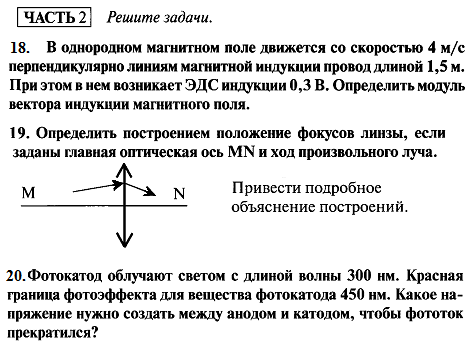 ЧАСТЬ 2 Решите задачи.
18. В однородном магнитном поле движется со скоростью 4 м/с
перпендикулярно линиям магнитной индукции провод длиной 1,5 м.
При этом в нем возникает ЭДС индукции 0,3 В. Определить модуль
вектора индукции магнитного поля.
19. Определить построением положение фокусов линзы, если
заданы главная оптическая ось MN и ход произвольного луча.
M N
Привести подробное
объяснение построений.
20.Фотокатод облучают светом с длиной волны 300 нм. Красная
граница фотоэффекта для вещества фотокатода 450 нм. Какое на-
пряжение нужно создать между анодом и катодом, чтобы фототок
прекратился?